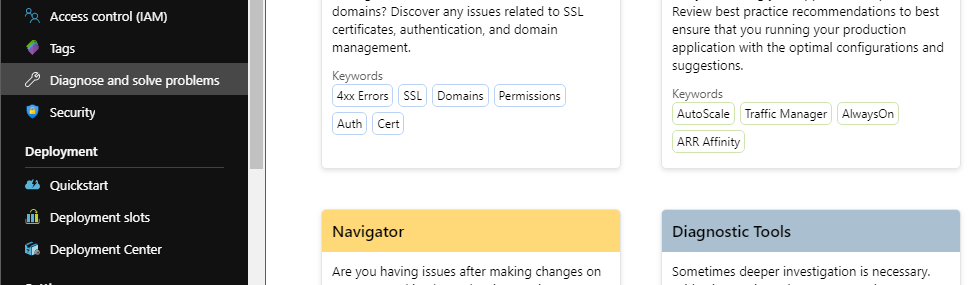 Access control (IAM)
Tags
Diagnose and solve problems
Security
Deployment
Quickstart
Deployment slots
Deployment Center
domains? Discover any issues related to SSL
certificates, authentication, and domain
management.
Keywords
4xx Errors SSL Domains Permissions
Auth Cert
Review best practice recommendations to best
ensure that you running your production
application with the optimal configurations and
suggestions.
Keywords
AutoScale Traffic Manager AlwaysOn
ARR Affinity
Navigator
Are you having issues after making changes on
Diagnostic Tools
Sometimes deeper investigation is necessary.